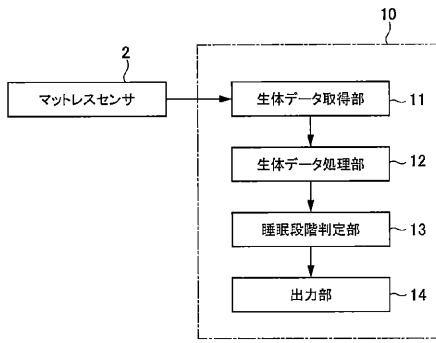 10
2
マットレスセンサ
生体データ取得部
11
生体データ処理部
12
睡眠段階判定部
13
出力部
14